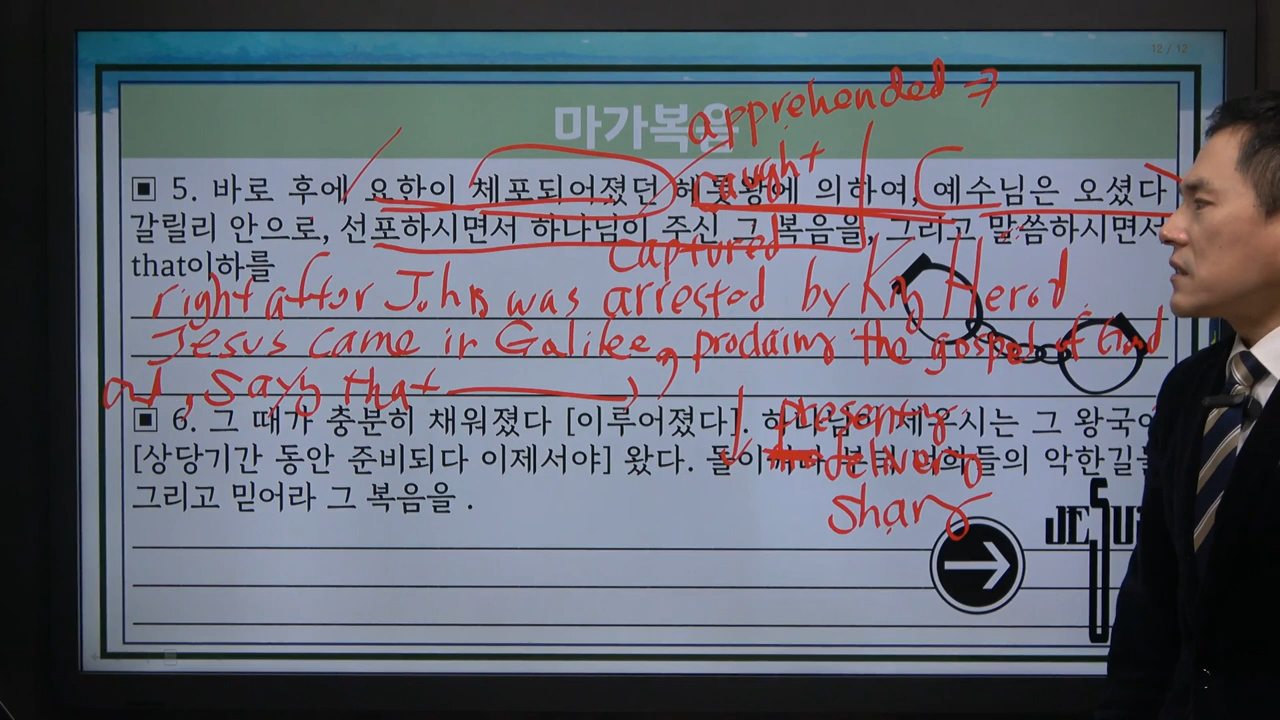 12 / 12
마가복음
apprehended ⇒
caught
▣ 5. 바로 후에 요한이 체포되어졌던 헤롯왕에 의하여, 예수님은 오셨다
갈릴리 안으로, 선포하시면서 하나님이 주신 그 복음을, 그리고 말씀하시면서
that이하를
captured
right after John was arrested by King Herod
Jesus came in Galilee, proclaiming the gospel of God
and, saying that
▣ 6. 그 때가 충분히 채워졌다 [이루어졌다]. 하나님이 세우시는 그 왕국이
presenting
[상당기간 동안 준비되다 이제서야] 왔다. 악한길을
delivering
그리고 믿어라 그 복음을 .
sharing
JESUS